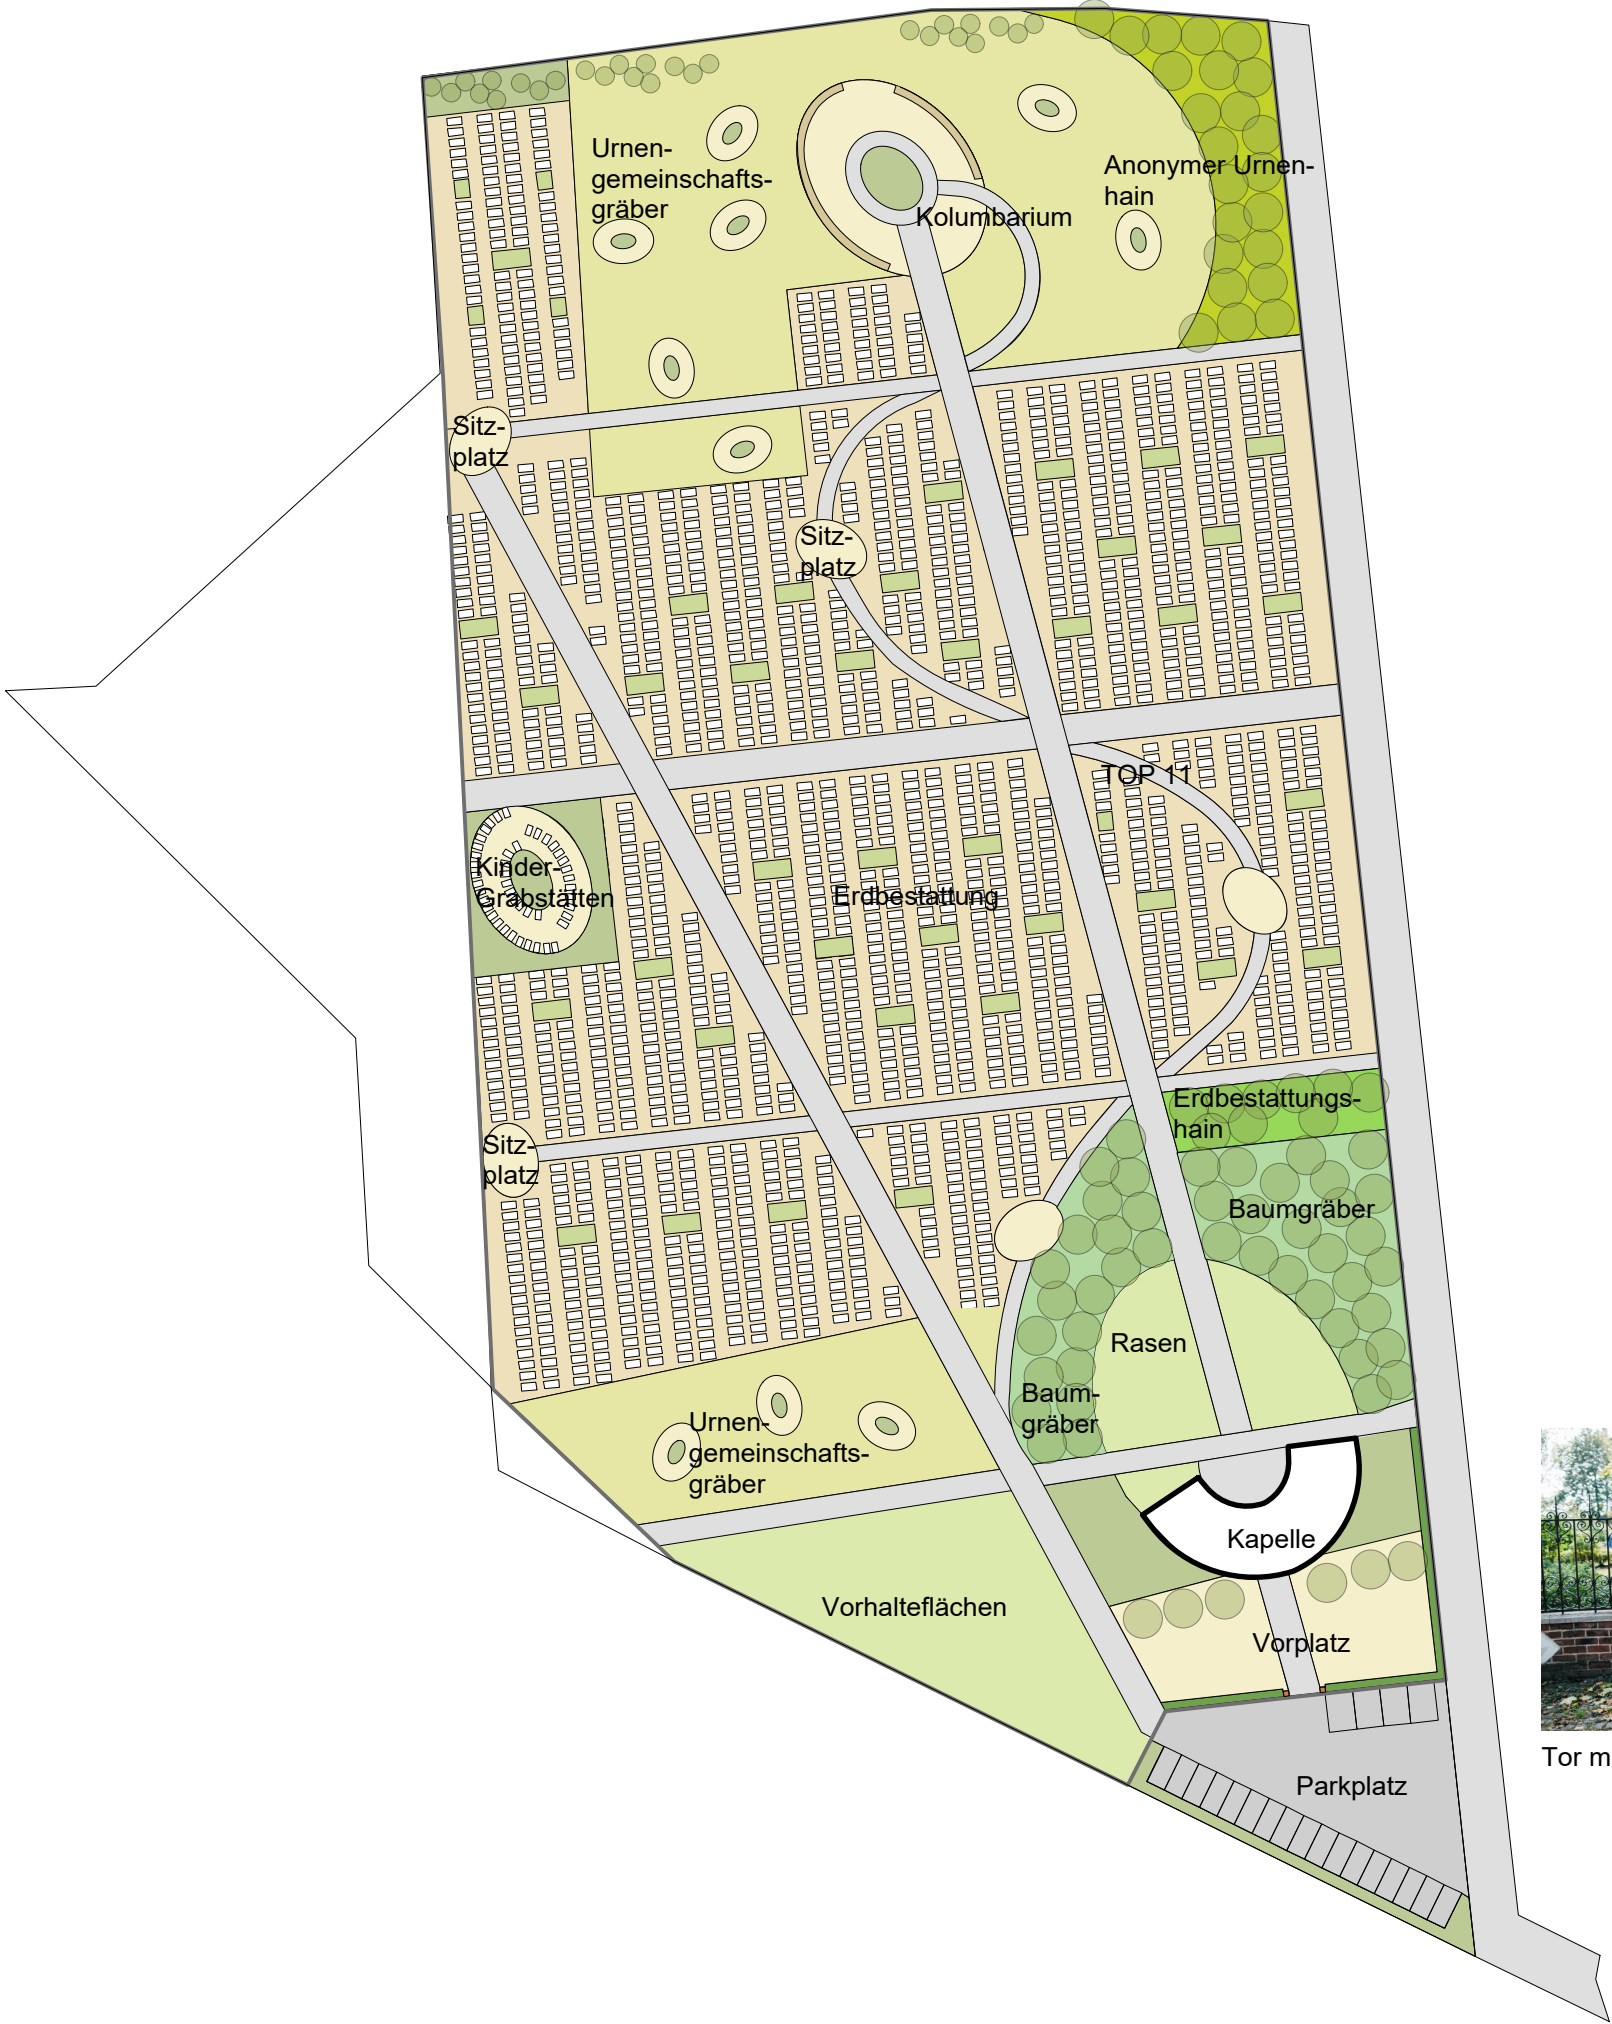 Urnen-
gemeinschafts-
gräber
Anonymer Urnen-
hain
Kolumbarium
Sitz-
platz
Sitz-
platz
TOP 11
Kinder-
Grabstätten
Erdbestattung
Erdbestattungs-
hain
Sitz-
platz
Baumgräber
Rasen
Baum-
gräber
Urnen-
gemeinschafts-
gräber
Kapelle
Vorhalteflächen
Vorplatz
Tor m
Parkplatz